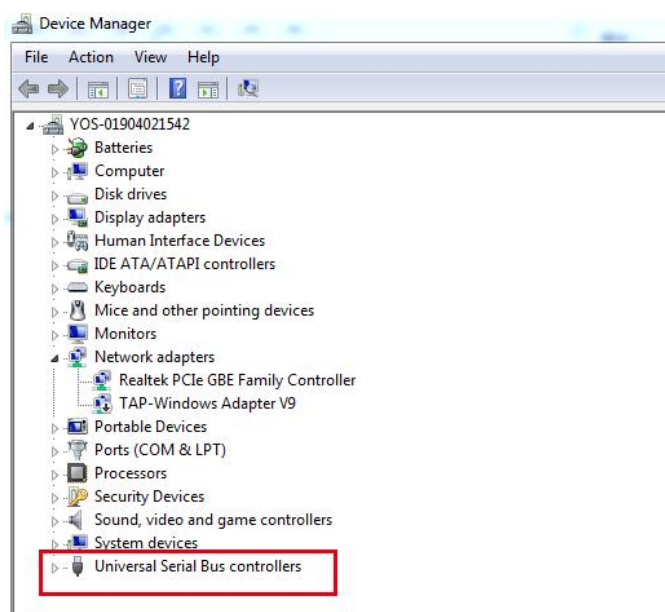 Device Manager
File Action View Help
YOS-01904021542
Batteries
Computer
Disk drives
Display adapters
Human Interface Devices
IDE ATA/ATAPI controllers
Keyboards
Mice and other pointing devices
Monitors
Network adapters
Realtek PCIe GBE Family Controller
TAP-Windows Adapter V9
Portable Devices
Ports (COM & LPT)
Processors
Security Devices
Sound, video and game controllers
System devices
Universal Serial Bus controllers